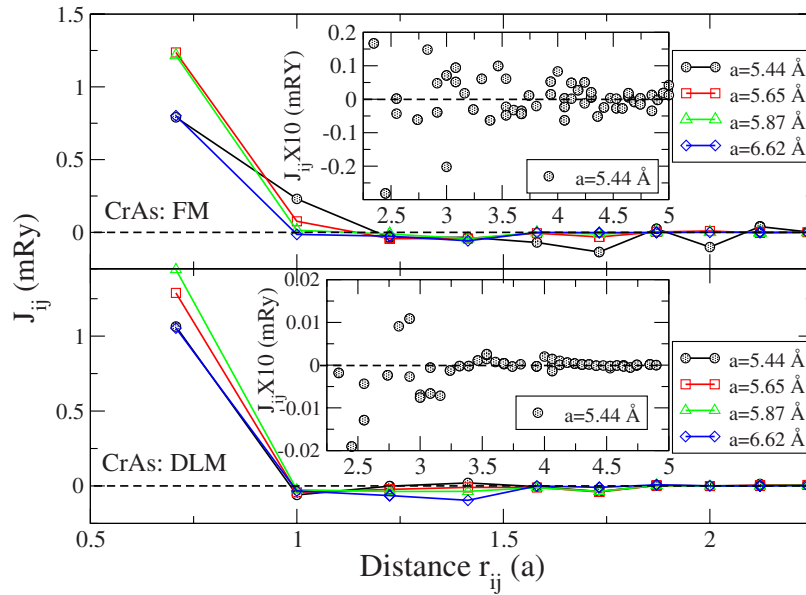 1.5
1
0.5
0
J_ij (mRy)
CrAs: FM
0.2
0.1
0
-0.1
-0.2
J_ijX10 (mRY)
a=5.44 Å
2.5 3 3.5 4 4.5 5
a=5.44 Å
a=5.65 Å
a=5.87 Å
a=6.62 Å
1
0.5
0
CrAs: DLM
0.02
0.01
0
-0.01
-0.02
J_ijX10 (mRy)
a=5.44 Å
2.5 3 3.5 4 4.5 5
a=5.44 Å
a=5.65 Å
a=5.87 Å
a=6.62 Å
0.5 1 1.5 2
Distance r_ij (a)